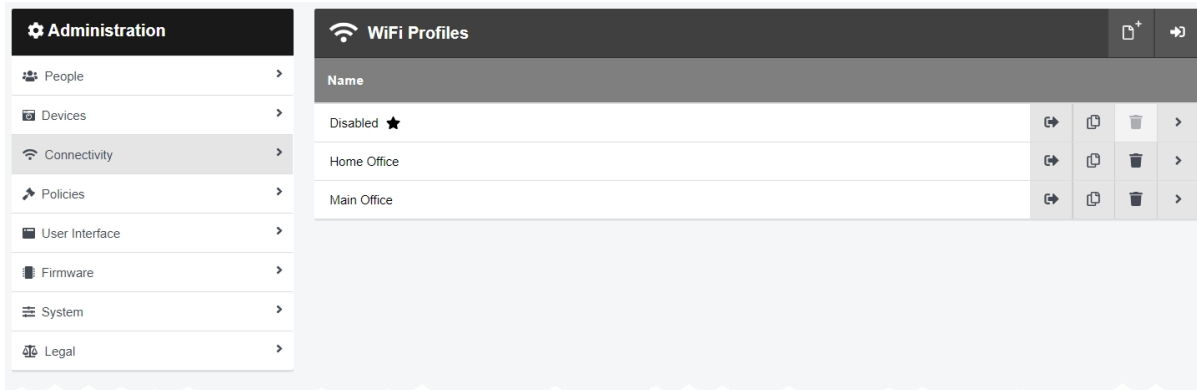 Administration
People
Devices
Connectivity
Policies
User Interface
Firmware
System
Legal
WiFi Profiles
Name
Disabled
Home Office
Main Office